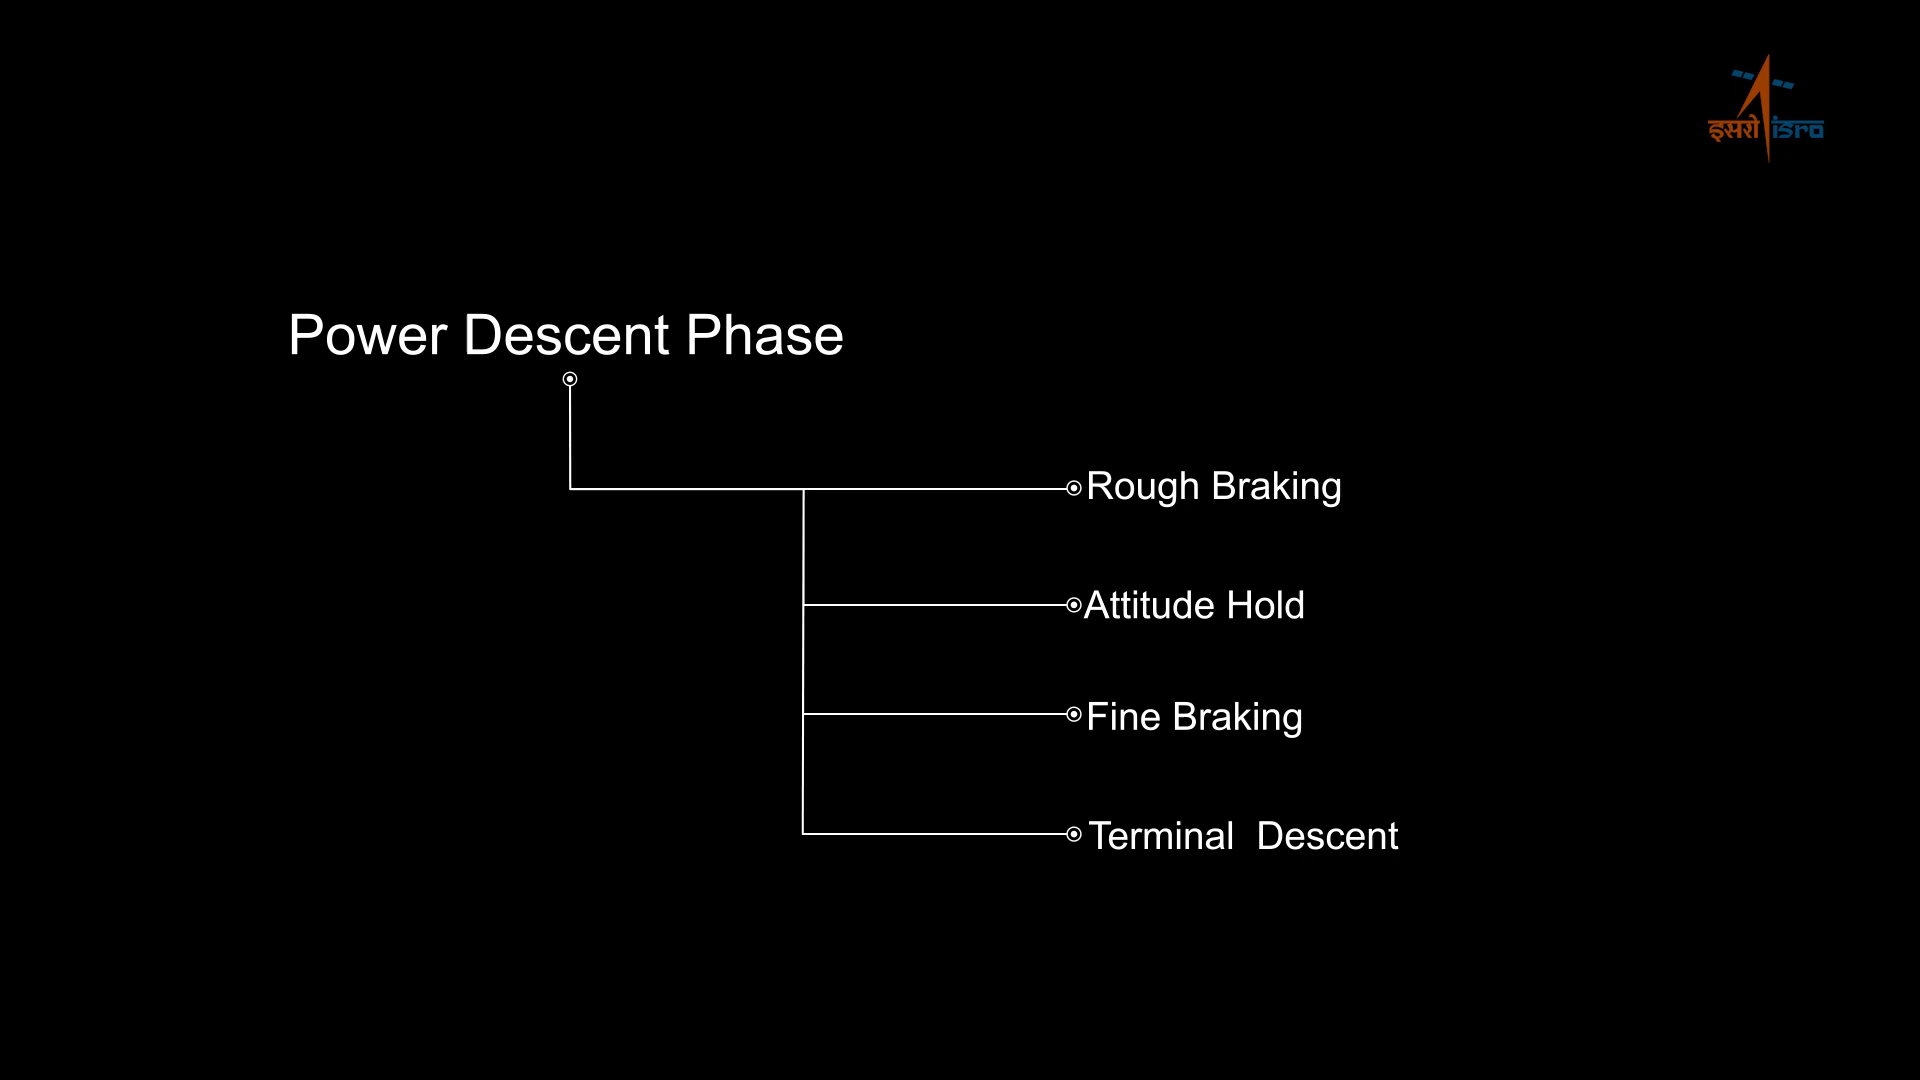 इसरो isro
Power Descent Phase
Rough Braking
Attitude Hold
Fine Braking
Terminal Descent